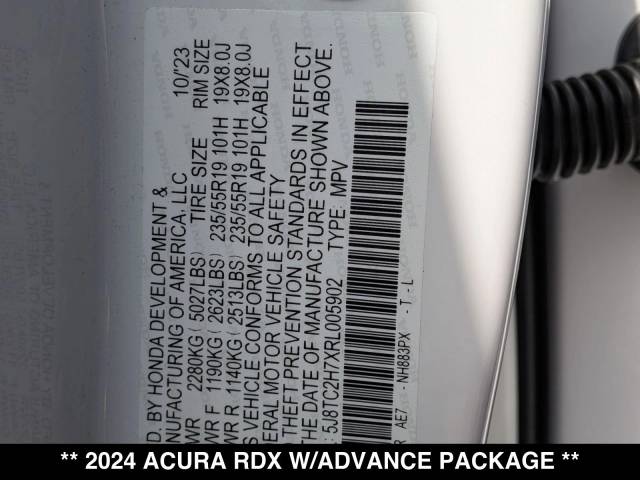 D. BY HONDA DEVELOPMENT & 10/'23
NUFACTURING OF AMERICA, LLC
WR 2280KG ( 5027LBS) TIRE SIZE RIM SIZE
WR F 1190KG ( 2623LBS) 235/55R19 101H 19X8.0J
WR R 1140KG ( 2513LBS) 235/55R19 101H 19X8.0J
S VEHICLE CONFORMS TO ALL APPLICABLE
ERAL MOTOR VEHICLE SAFETY,
THEFT PREVENTION STANDARDS IN EFFECT
THE DATE OF MANUFACTURE SHOWN ABOVE.
: 5J8TC2H7XRL005902 TYPE: MPV
R AE7 - NH883PX - T - L
** 2024 ACURA RDX W/ADVANCE PACKAGE **